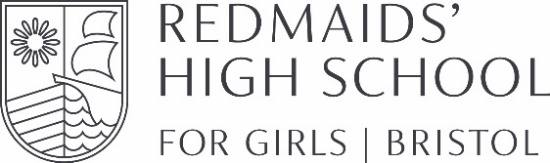 REDMAIDS'
HIGH SCHOOL
FOR GIRLS | BRISTOL